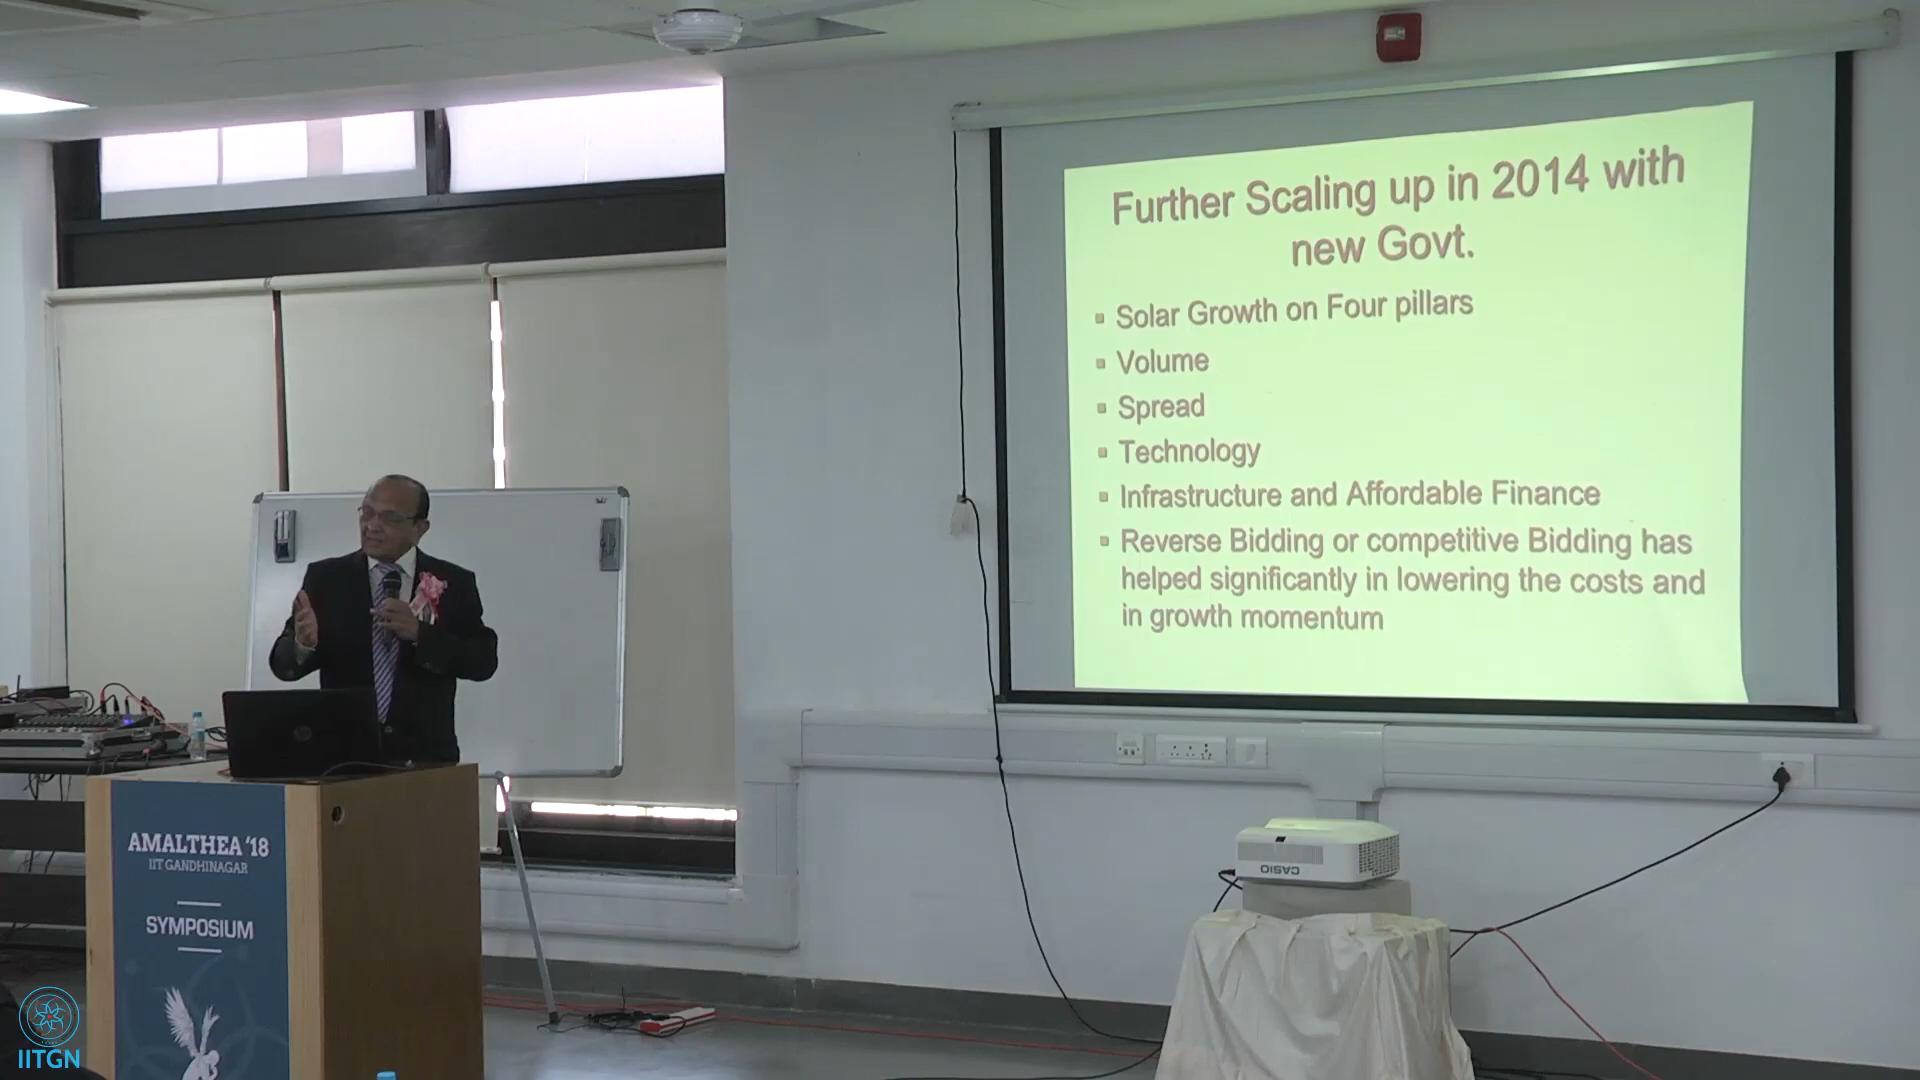 Further Scaling up in 2014 with
new Govt.
Solar Growth on Four pillars
Volume
Spread
Technology
Infrastructure and Affordable Finance
Reverse Bidding or competitive Bidding has
helped significantly in lowering the costs and
in growth momentum
AMALTHEA '18
IIT GANDHINAGAR
SYMPOSIUM
CASIO
IITGN